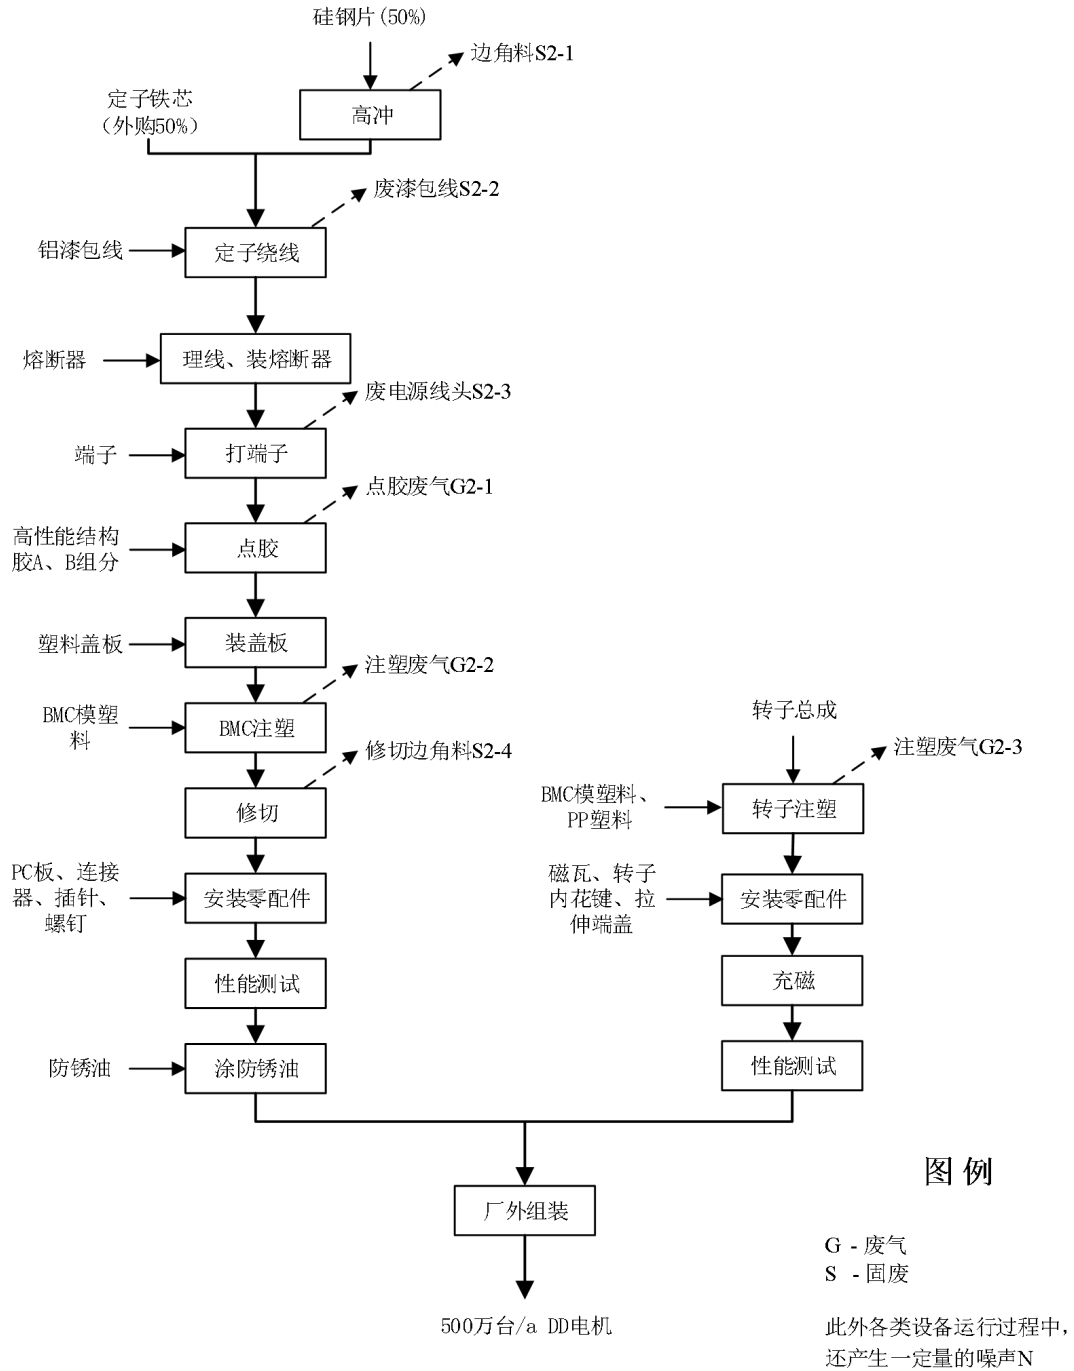 硅钢片(50%)
边角料S2-1
高冲
定子铁芯
（外购50%）
废漆包线S2-2
铝漆包线
定子绕线
熔断器
理线、装熔断器
废电源线头S2-3
端子
打端子
点胶废气G2-1
高性能结构
胶A、B组分
点胶
塑料盖板
装盖板
注塑废气G2-2
BMC模塑
料
BMC注塑
修切边角料S2-4
修切
PC板、连接
器、插针、
螺钉
安装零配件
性能测试
防锈油
涂防锈油
转子总成
注塑废气G2-3
BMC模塑料、
PP塑料
转子注塑
磁瓦、转子
内花键、拉
伸端盖
安装零配件
充磁
性能测试
厂外组装
500万台/a DD电机
图 例
G - 废气
S - 固废
此外各类设备运行过程中，
还产生一定量的噪声N